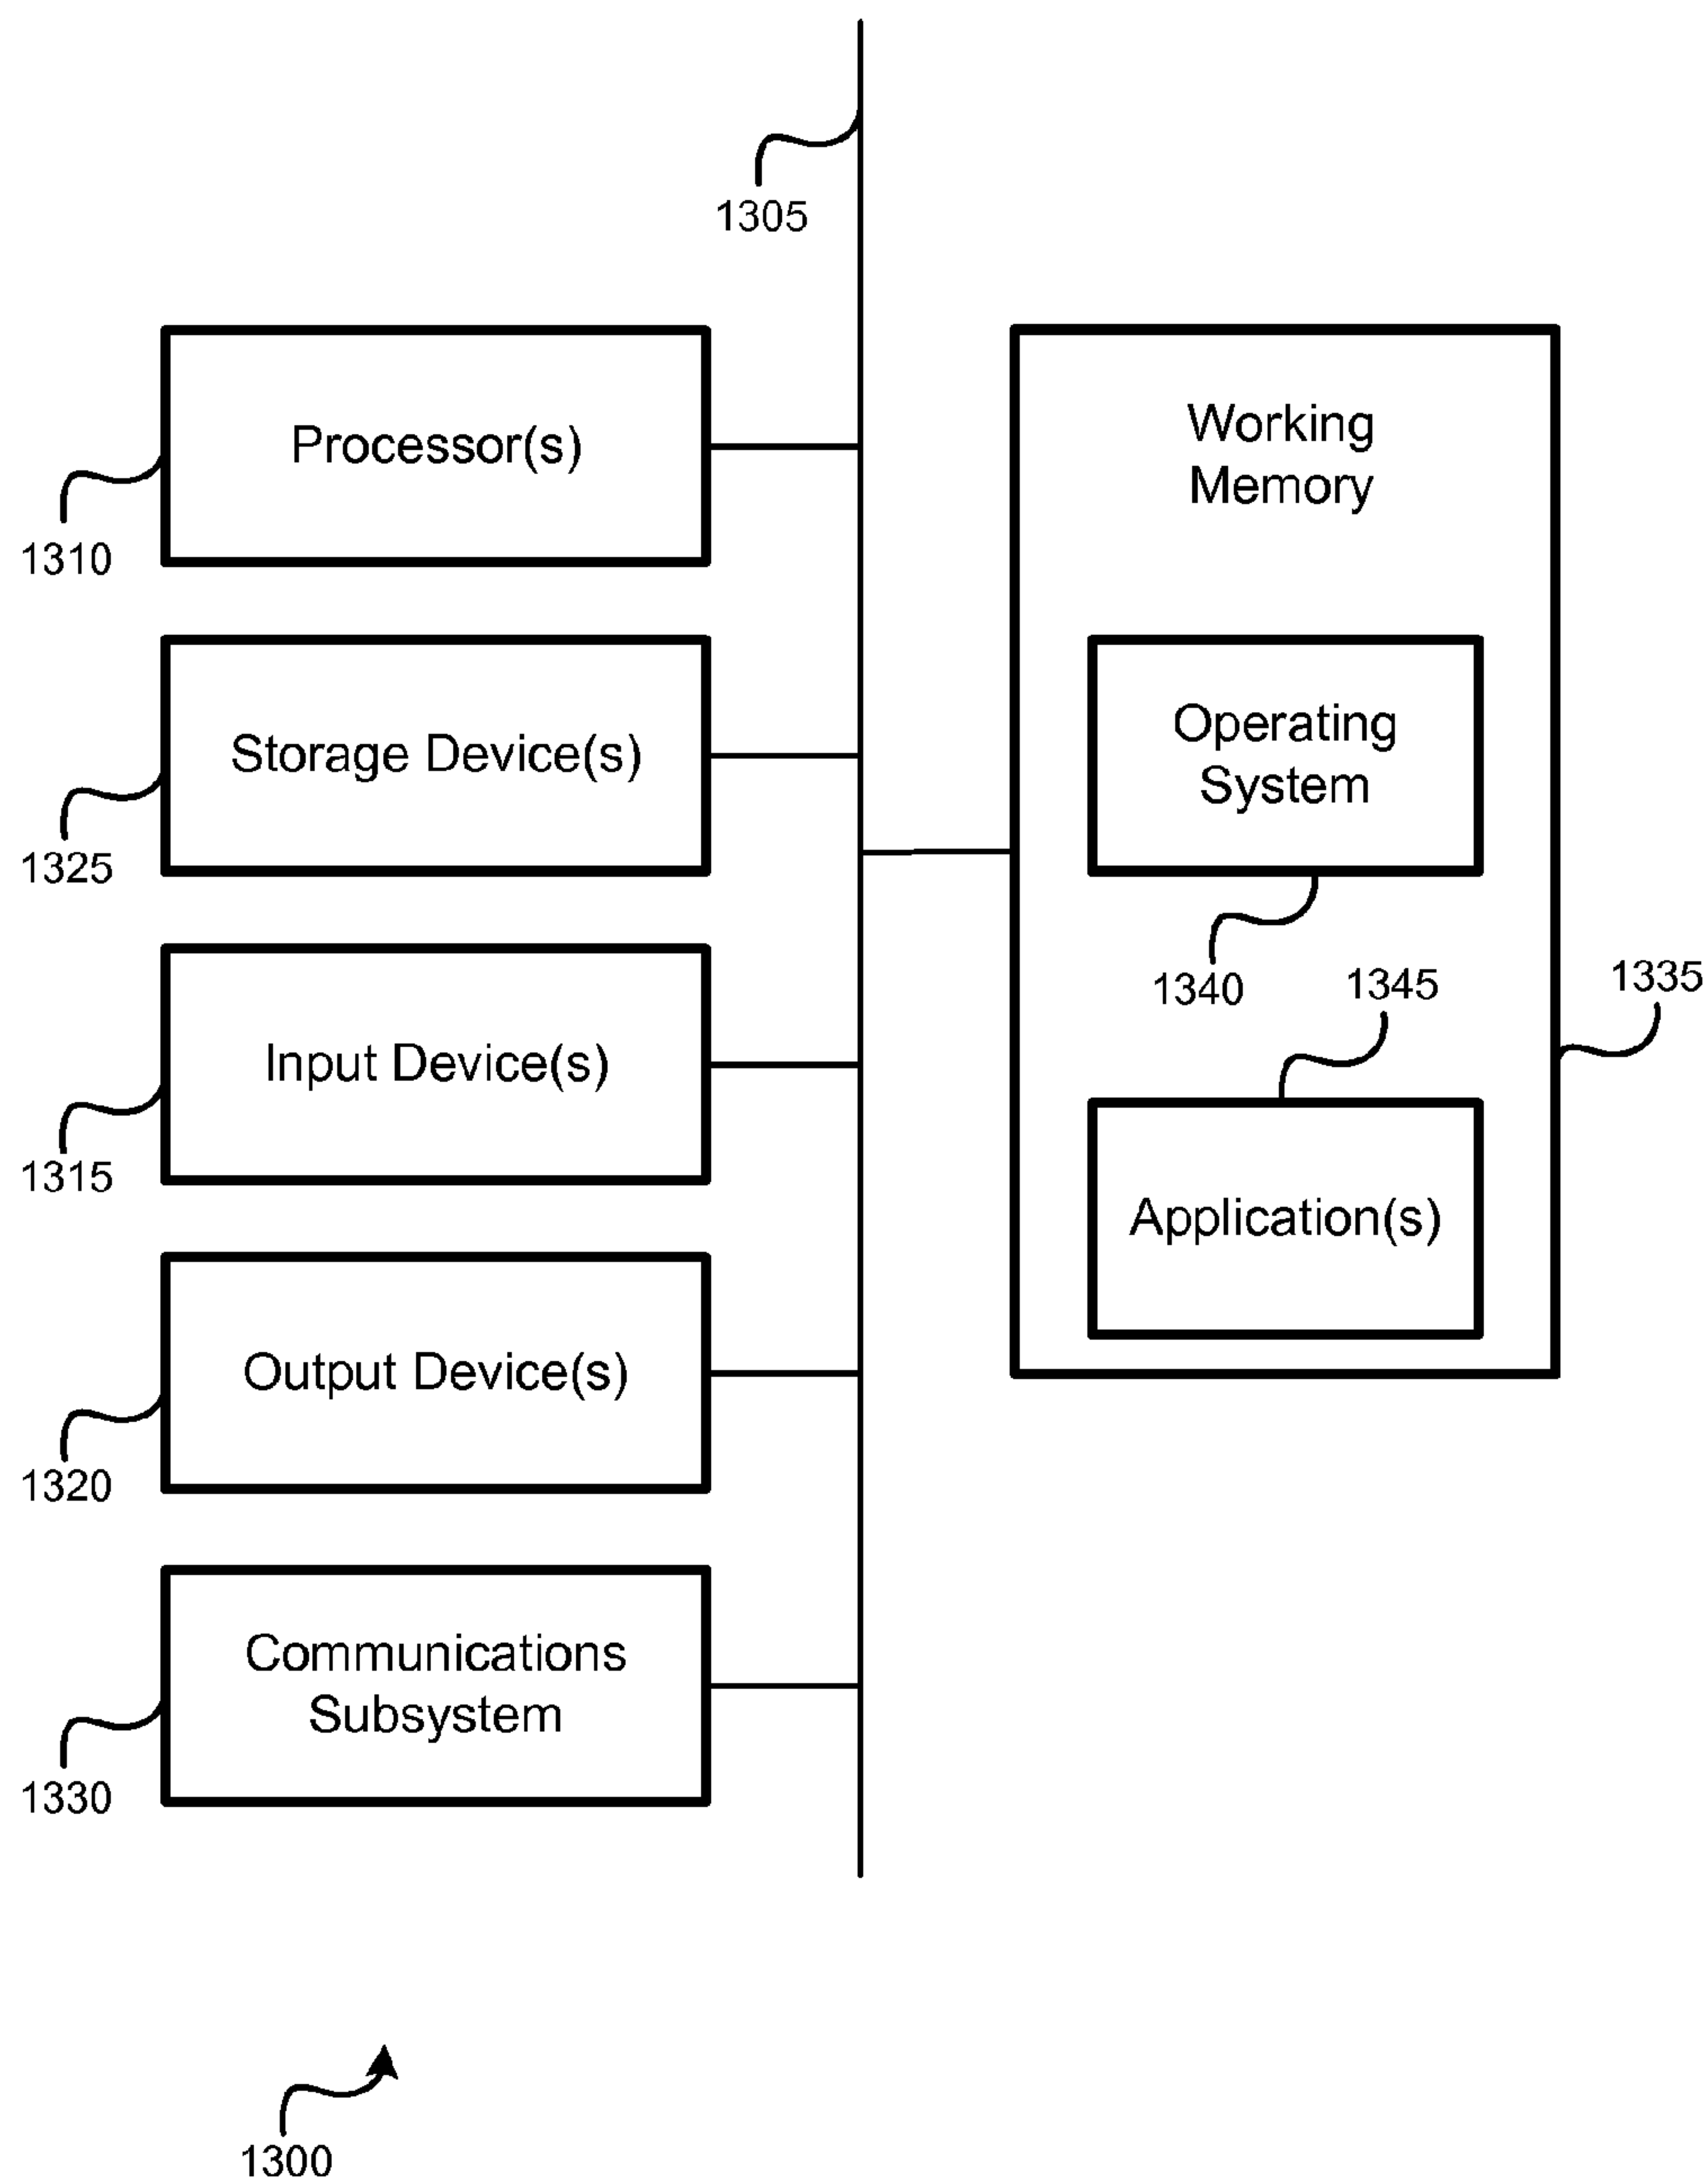 1305
Processor(s)
1310
Storage Device(s)
1325
Input Device(s)
1315
Output Device(s)
1320
Communications
Subsystem
1330
Working
Memory
Operating
System
1340
1345
1335
Application(s)
1300